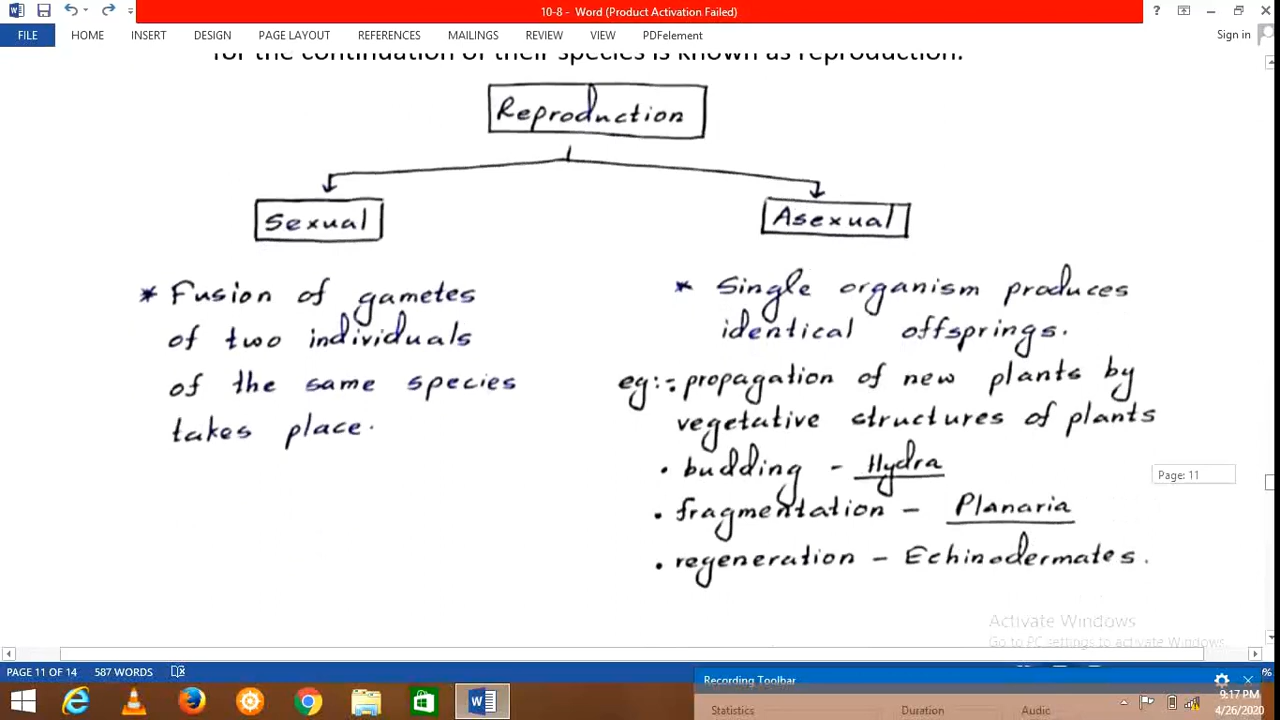 10-8 - Word (Product Activation Failed)
FILE HOME INSERT DESIGN PAGE LAYOUT REFERENCES MAILINGS REVIEW VIEW PDFelement Sign in
for the continuation of their species is known as reproduction.
Reproduction
Sexual
Asexual
* Fusion of gametes
of two individuals
of the same species
takes place.
* Single organism produces
identical offsprings.
eg:- propagation of new plants by
vegetative structures of plants
• budding - Hydra
• fragmentation - Planaria
• regeneration - Echinodermates.
Page: 11
Activate Windows
Go to PC settings to activate Windows.
PAGE 11 OF 14 587 WORDS
%
Recording Toolbar
Statistics Duration Audio
9:17 PM
4/26/2020